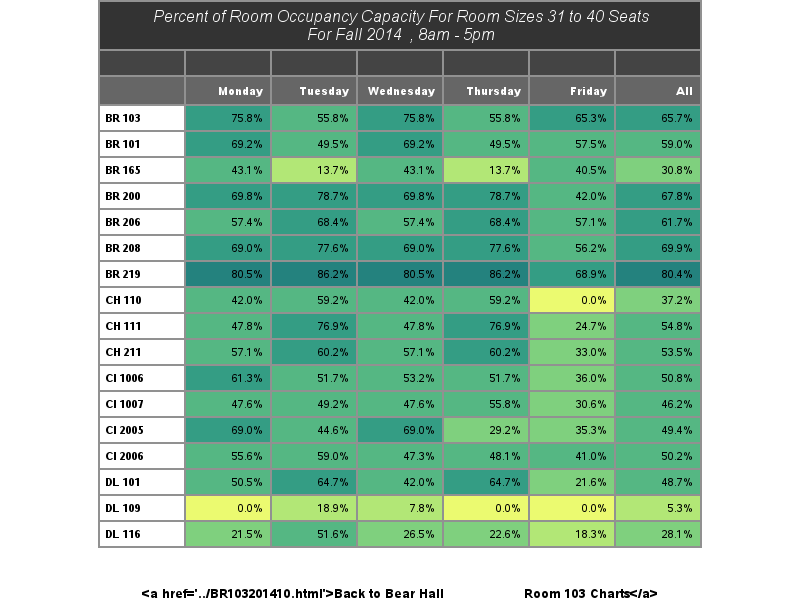 Percent of Room Occupancy Capacity For Room Sizes 31 to 40 Seats
For Fall 2014 , 8am - 5pm
Monday Tuesday Wednesday Thursday Friday All
BR 103 75.8% 55.8% 75.8% 55.8% 65.3% 65.7%
BR 101 69.2% 49.5% 69.2% 49.5% 57.5% 59.0%
BR 165 43.1% 13.7% 43.1% 13.7% 40.5% 30.8%
BR 200 69.8% 78.7% 69.8% 78.7% 42.0% 67.8%
BR 206 57.4% 68.4% 57.4% 68.4% 57.1% 61.7%
BR 208 69.0% 77.6% 69.0% 77.6% 56.2% 69.9%
BR 219 80.5% 86.2% 80.5% 86.2% 68.9% 80.4%
CH 110 42.0% 59.2% 42.0% 59.2% 0.0% 37.2%
CH 111 47.8% 76.9% 47.8% 76.9% 24.7% 54.8%
CH 211 57.1% 60.2% 57.1% 60.2% 33.0% 53.5%
CI 1006 61.3% 51.7% 53.2% 51.7% 36.0% 50.8%
CI 1007 47.6% 49.2% 47.6% 55.8% 30.6% 46.2%
CI 2005 69.0% 44.6% 69.0% 29.2% 35.3% 49.4%
CI 2006 55.6% 59.0% 47.3% 48.1% 41.0% 50.2%
DL 101 50.5% 64.7% 42.0% 64.7% 21.6% 48.7%
DL 109 0.0% 18.9% 7.8% 0.0% 0.0% 5.3%
DL 116 21.5% 51.6% 26.5% 22.6% 18.3% 28.1%
<a href='../BR103201410.html'>Back to Bear Hall Room 103 Charts</a>